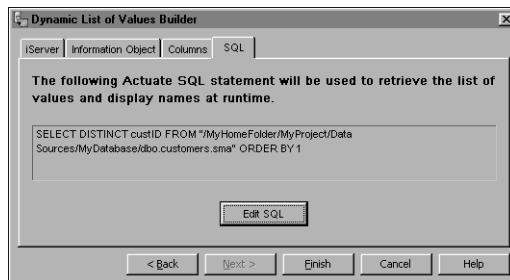 Dynamic List of Values Builder
iServer Information Object Columns SQL
The following Actuate SQL statement will be used to retrieve the list of
values and display names at runtime.
SELECT DISTINCT custID FROM "/MyHomeFolder/MyProject/Data
Sources/MyDatabase/dbo.customers.sma" ORDER BY 1
Edit SQL
< Back Next > Finish Cancel Help